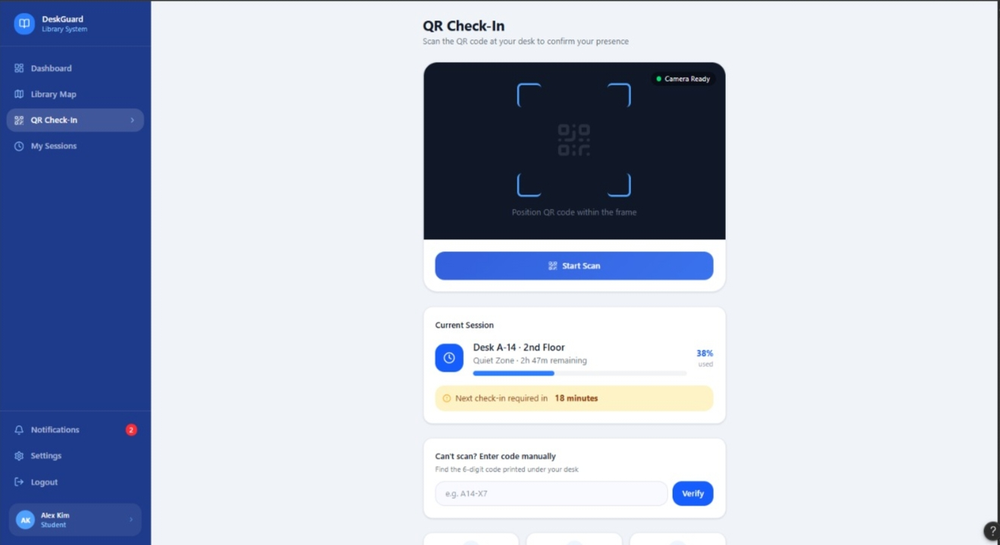 DeskGuard
Library System
Dashboard
Library Map
QR Check-In
My Sessions
Notifications
2
Settings
Logout
AK
Alex Kim
Student
QR Check-In
Scan the QR code at your desk to confirm your presence
Camera Ready
Position QR code within the frame
Start Scan
Current Session
Desk A-14 · 2nd Floor
Quiet Zone · 2h 47m remaining
38%
used
Next check-in required in 18 minutes
Can't scan? Enter code manually
Find the 6-digit code printed under your desk
e.g. A14-X7
Verify
?